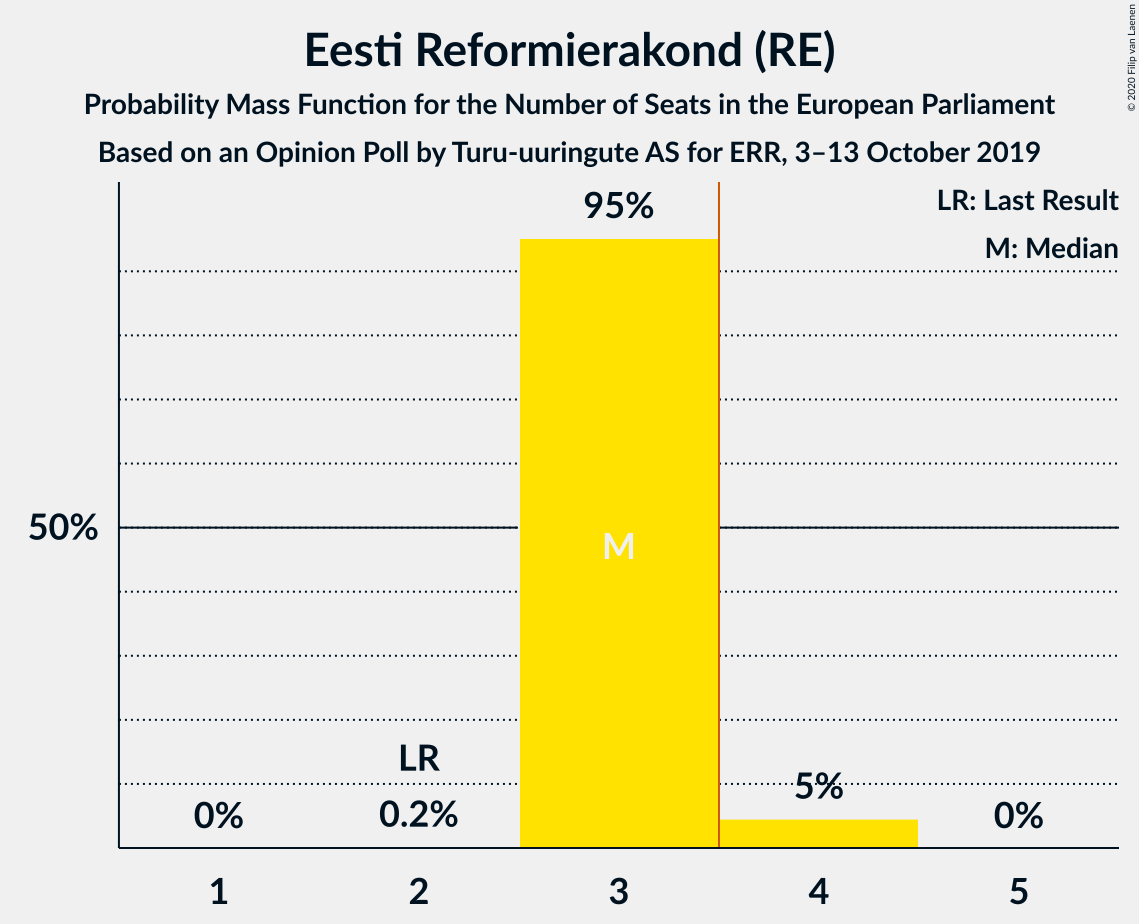 Eesti Reformierakond (RE)
Probability Mass Function for the Number of Seats in the European Parliament
Based on an Opinion Poll by Turu-uuringute AS for ERR, 3–13 October 2019
© 2020 Filip van Laenen
LR: Last Result
M: Median
95%
50%
M
LR
0%
0.2%
5%
0%
1
2
3
4
5